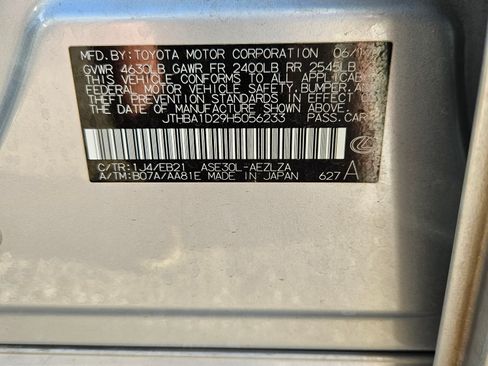 MFD.BY:TOYOTA MOTOR CORPORATION 06/1
GVWR 4630LB GAWR FR 2400LB RR 2545LB
THIS VEHICLE CONFORMS TO ALL APPLICAB
FEDERAL MOTOR VEHICLE SAFETY,BUMPER,A
THEFT PREVENTION STANDARDS IN EFFECT
THE DATE OF MANUFACTURE SHOWN ABOVE.
JTHBA1D29H5056233 PASS.CAR
C/TR:1J4/EB21 ASE30L-AEZLZA
A/TM:B07A/AA81E MADE IN JAPAN 627 A